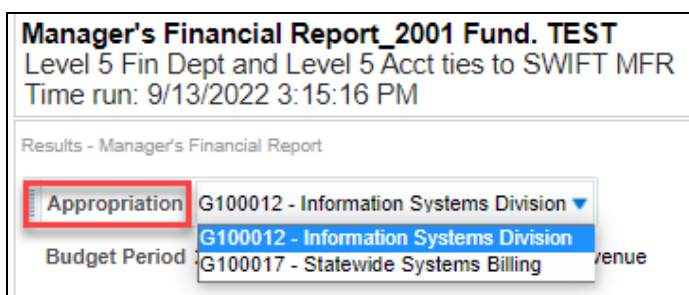 Manager's Financial Report_2001 Fund. TEST
Level 5 Fin Dept and Level 5 Acct ties to SWIFT MFR
Time run: 9/13/2022 3:15:16 PM
Results - Manager's Financial Report
Appropriation G100012 - Information Systems Division
G100012 - Information Systems Division
Budget Period
G100017 - Statewide Systems Billing